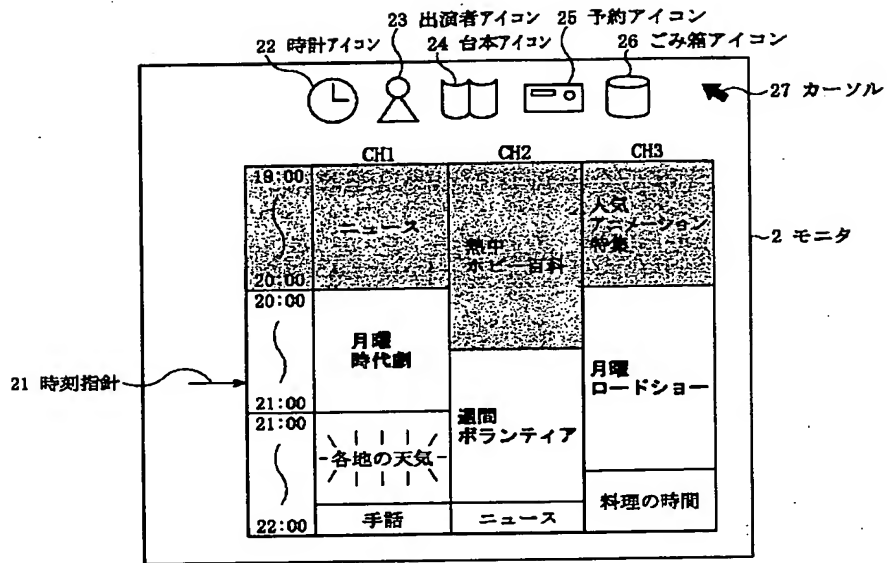 23 出演者アイコン
25 予約アイコン
22 時計アイコン
24 台本アイコン
26 ごみ箱アイコン
27 カーソル
CH1
CH2
CH3
19:00
20:00
ニュース
熱中
ホビー百科
人気
アニメーション
特集
2 モニタ
20:00
21:00
月曜
時代劇
月曜
ロードショー
21 時刻指針
21:00
22:00
各地の天気
週間
ボランティア
手話
ニュース
料理の時間